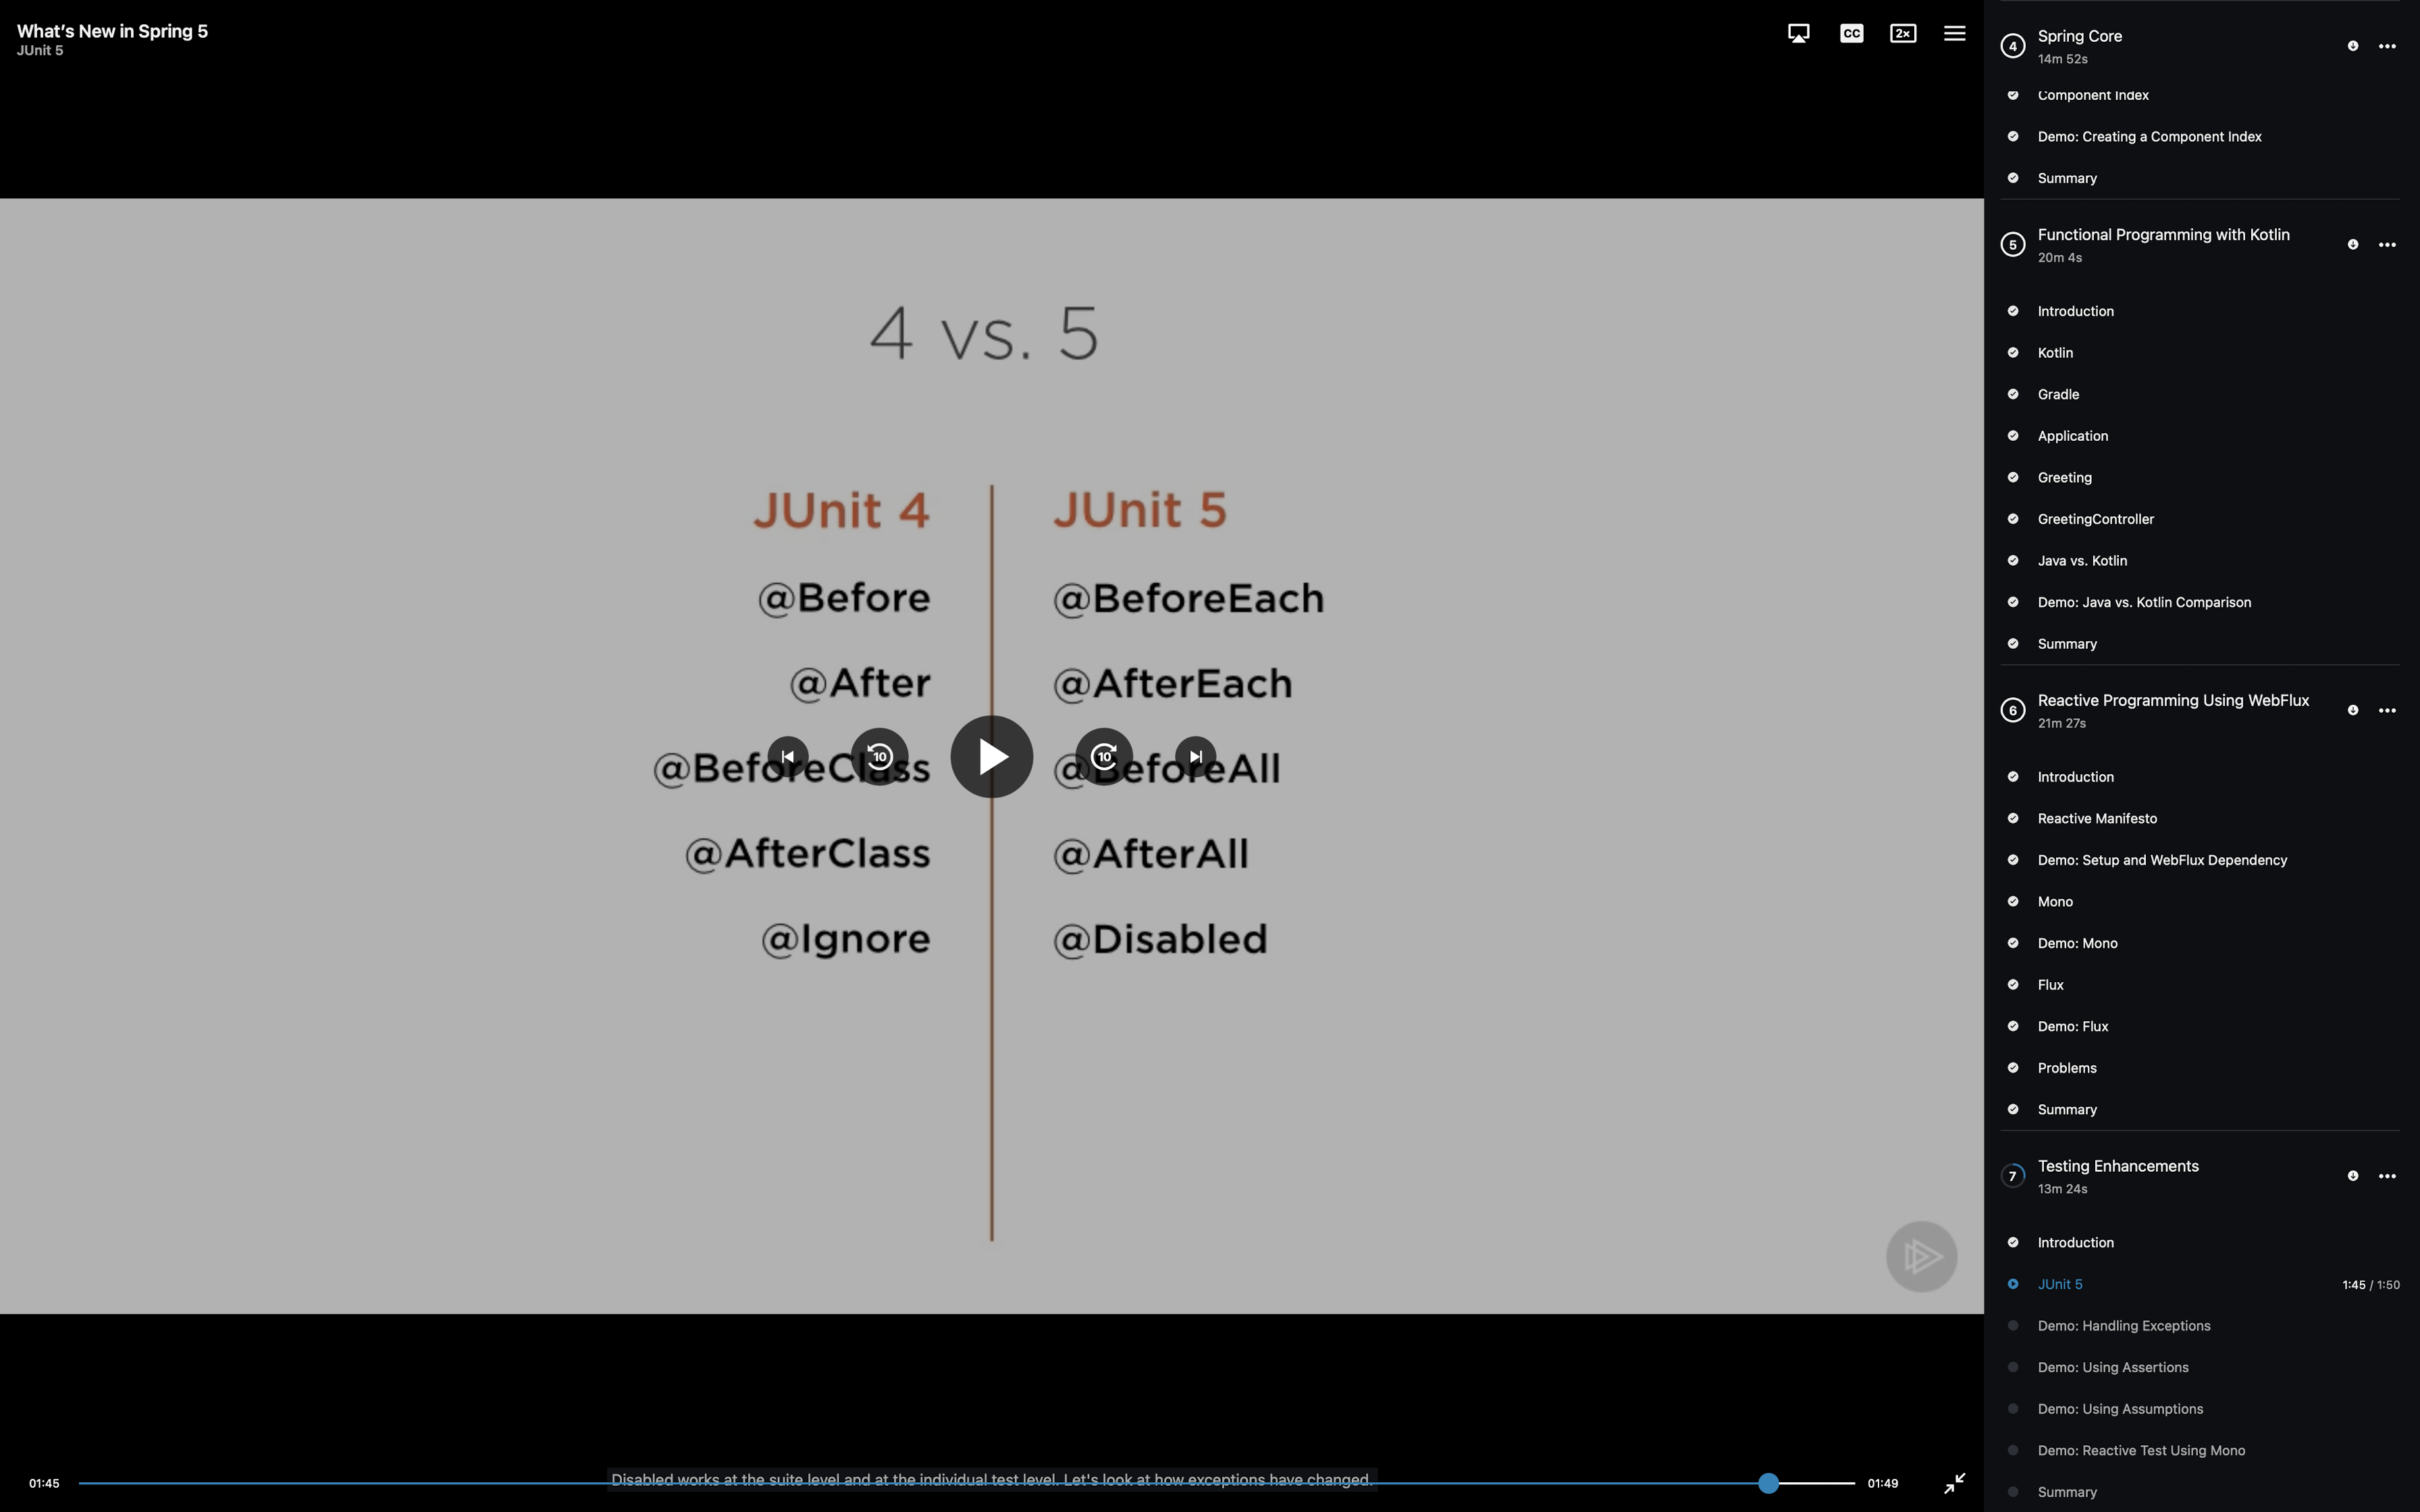 What's New in Spring 5
JUnit 5
CC
2×
4 vs. 5
JUnit 4
JUnit 5
@Before
@BeforeEach
@After
@AfterEach
@BeforeClass
@BeforeAll
10
10
@AfterClass
@AfterAll
@Ignore
@Disabled
Disabled works at the suite level and at the individual test level. Let's look at how exceptions have changed.
01:45
01:49
4
Spring Core
14m 52s
Component Index
Demo: Creating a Component Index
Summary
5
Functional Programming with Kotlin
20m 4s
Introduction
Kotlin
Gradle
Application
Greeting
GreetingController
Java vs. Kotlin
Demo: Java vs. Kotlin Comparison
Summary
6
Reactive Programming Using WebFlux
21m 27s
Introduction
Reactive Manifesto
Demo: Setup and WebFlux Dependency
Mono
Demo: Mono
Flux
Demo: Flux
Problems
Summary
7
Testing Enhancements
13m 24s
Introduction
JUnit 5 1:45 / 1:50
Demo: Handling Exceptions
Demo: Using Assertions
Demo: Using Assumptions
Demo: Reactive Test Using Mono
Summary